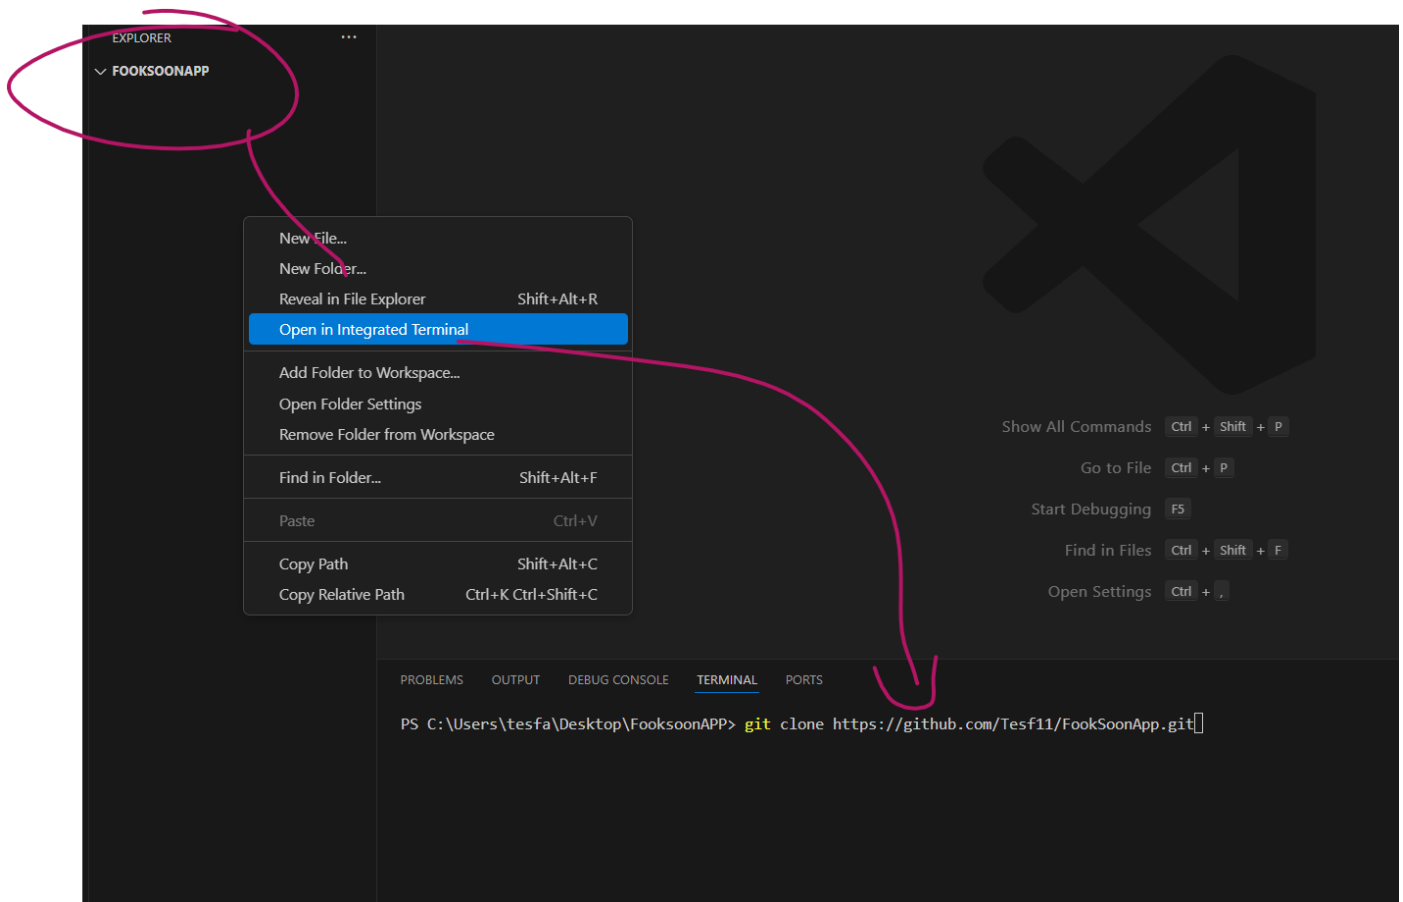 EXPLORER ...
FOOKSOONAPP
New File...
New Folder...
Reveal in File Explorer Shift+Alt+R
Open in Integrated Terminal
Add Folder to Workspace...
Open Folder Settings
Remove Folder from Workspace
Find in Folder... Shift+Alt+F
Paste Ctrl+V
Copy Path Shift+Alt+C
Copy Relative Path Ctrl+K Ctrl+Shift+C
Show All Commands Ctrl + Shift + P
Go to File Ctrl + P
Start Debugging F5
Find in Files Ctrl + Shift + F
Open Settings Ctrl + ,
PROBLEMS OUTPUT DEBUG CONSOLE TERMINAL PORTS
PS C:\Users\tesfa\Desktop\FooksoonAPP> git clone https://github.com/Tesf11/FookSoonApp.git